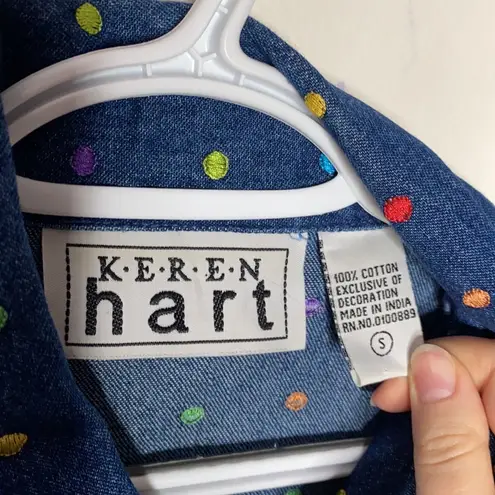 K·E·R·E·N
hart
100% COTTON
EXCLUSIVE OF
DECORATION
MADE IN INDIA
RN.NO.0100889
S